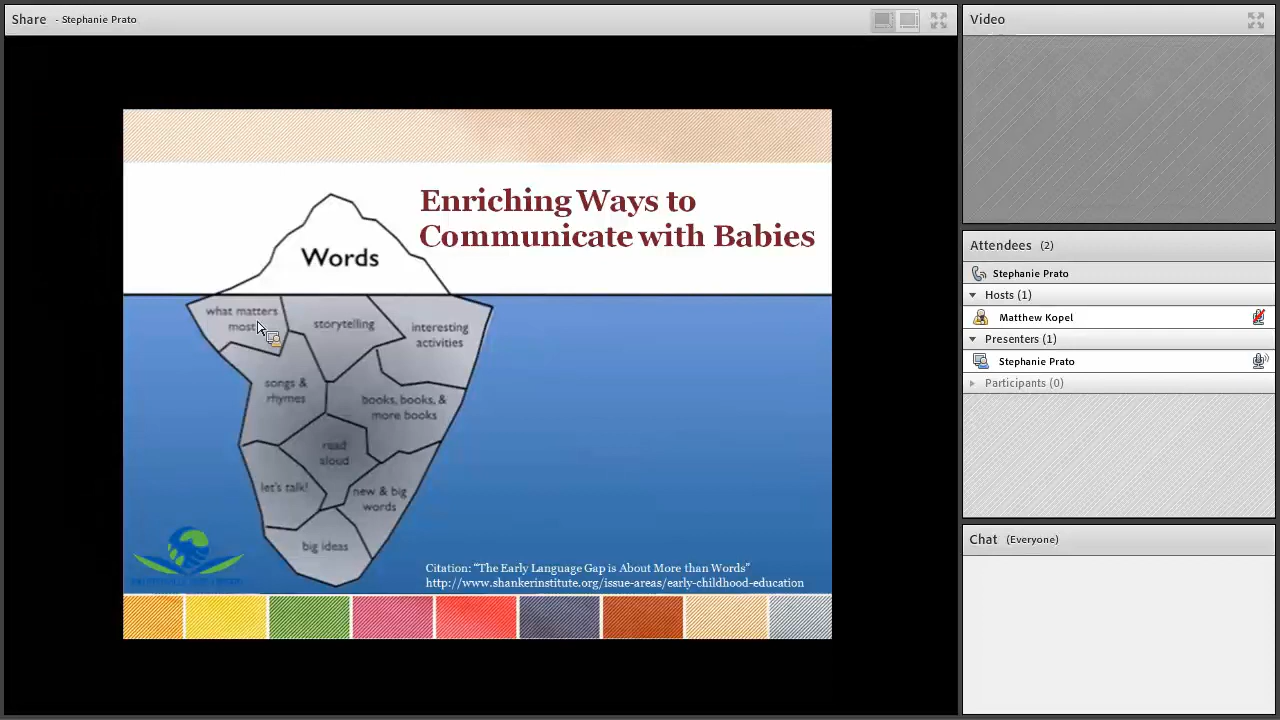 Share - Stephanie Prato
Enriching Ways to
Communicate with Babies
Words
what matters
most
storytelling
interesting
activities
songs &
rhymes
books, books, &
more books
read
aloud
let's talk!
new & big
words
big ideas
Citation: "The Early Language Gap is About More than Words"
http://www.shankerinstitute.org/issue-areas/early-childhood-education
Video
Attendees (2)
Stephanie Prato
Hosts (1)
Matthew Kopel
Presenters (1)
Stephanie Prato
Participants (0)
Chat (Everyone)